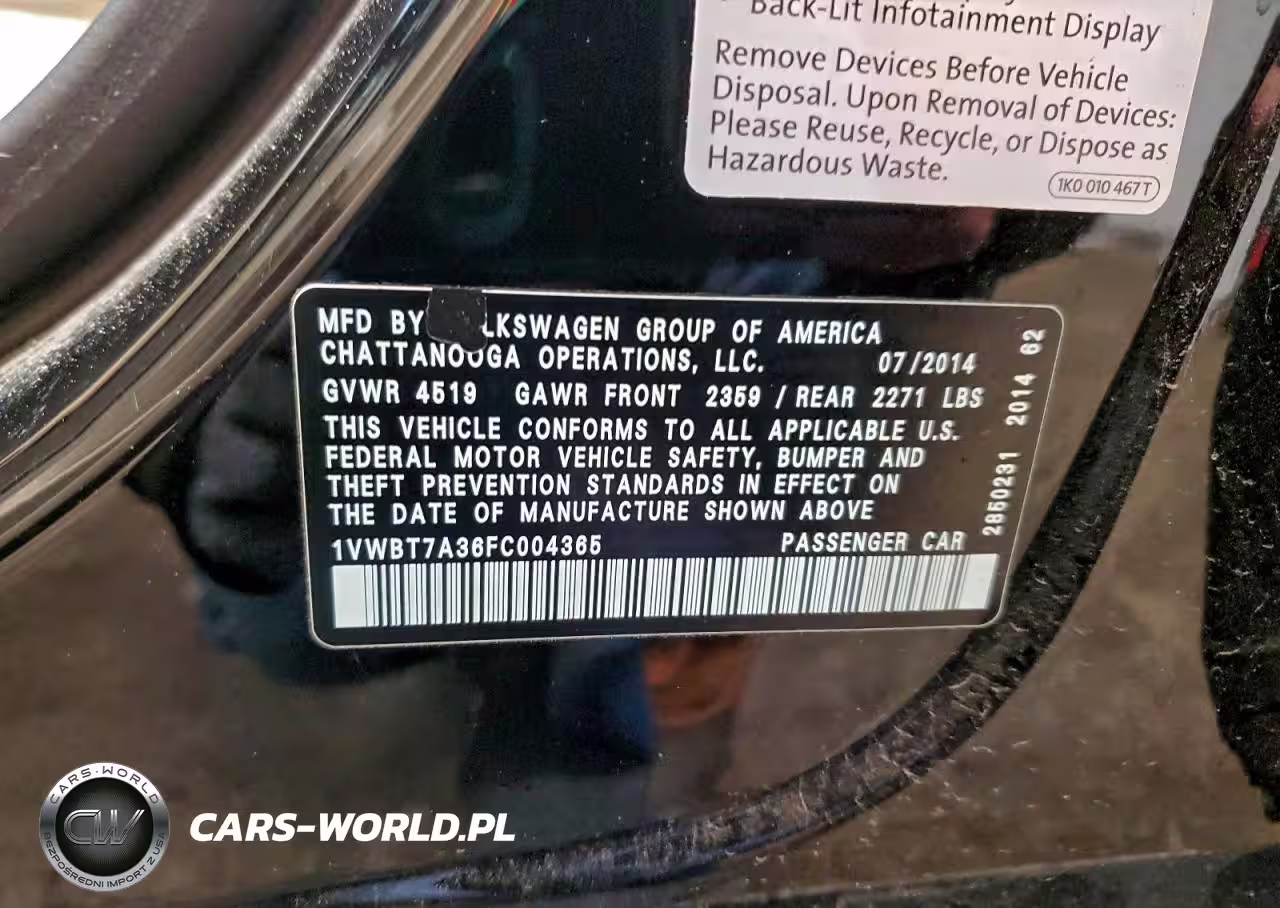 Back-Lit Infotainment Display
Remove Devices Before Vehicle
Disposal. Upon Removal of Devices:
Please Reuse, Recycle, or Dispose as
Hazardous Waste.
1K0 010 467T
MFD BY LKSWAGEN GROUP OF AMERICA
CHATTANOOGA OPERATIONS, LLC. 07/2014
GVWR 4519 GAWR FRONT 2359 / REAR 2271 LBS
THIS VEHICLE CONFORMS TO ALL APPLICABLE U.S.
FEDERAL MOTOR VEHICLE SAFETY, BUMPER AND
THEFT PREVENTION STANDARDS IN EFFECT ON
THE DATE OF MANUFACTURE SHOWN ABOVE
1VWBT7A36FC004365 PASSENGER CAR
2850231 2014 62
CARS-WORLD
CW
BEZPOŚREDNI IMPORT Z USA
CARS-WORLD.PL